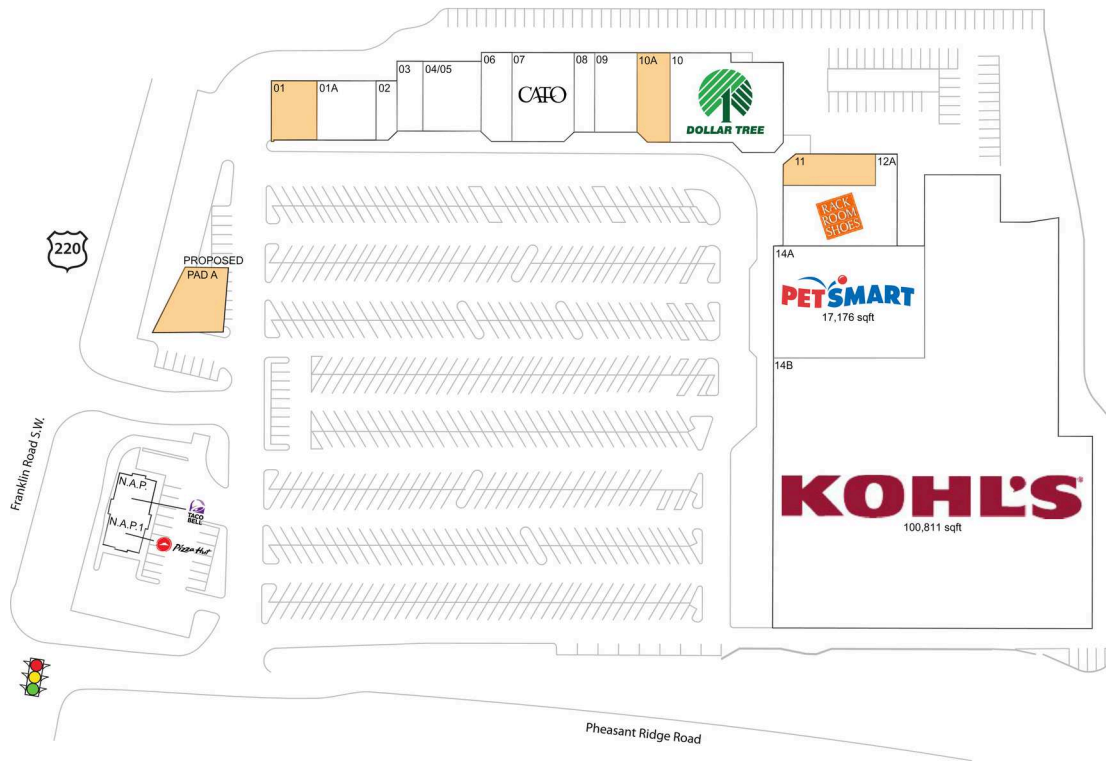 01
01A
02
03
04/05
06
07
CATO
08
09
10A
10
DOLLAR TREE
11
12A
RACK
ROOM
SHOES
220
PROPOSED
PAD A
14A
PETSMART
17,176 sqft
14B
KOHL'S
100,811 sqft
Franklin Road S.W.
N.A.P.
TACO
BELL
N.A.P.1
Pizza Hut
Pheasant Ridge Road